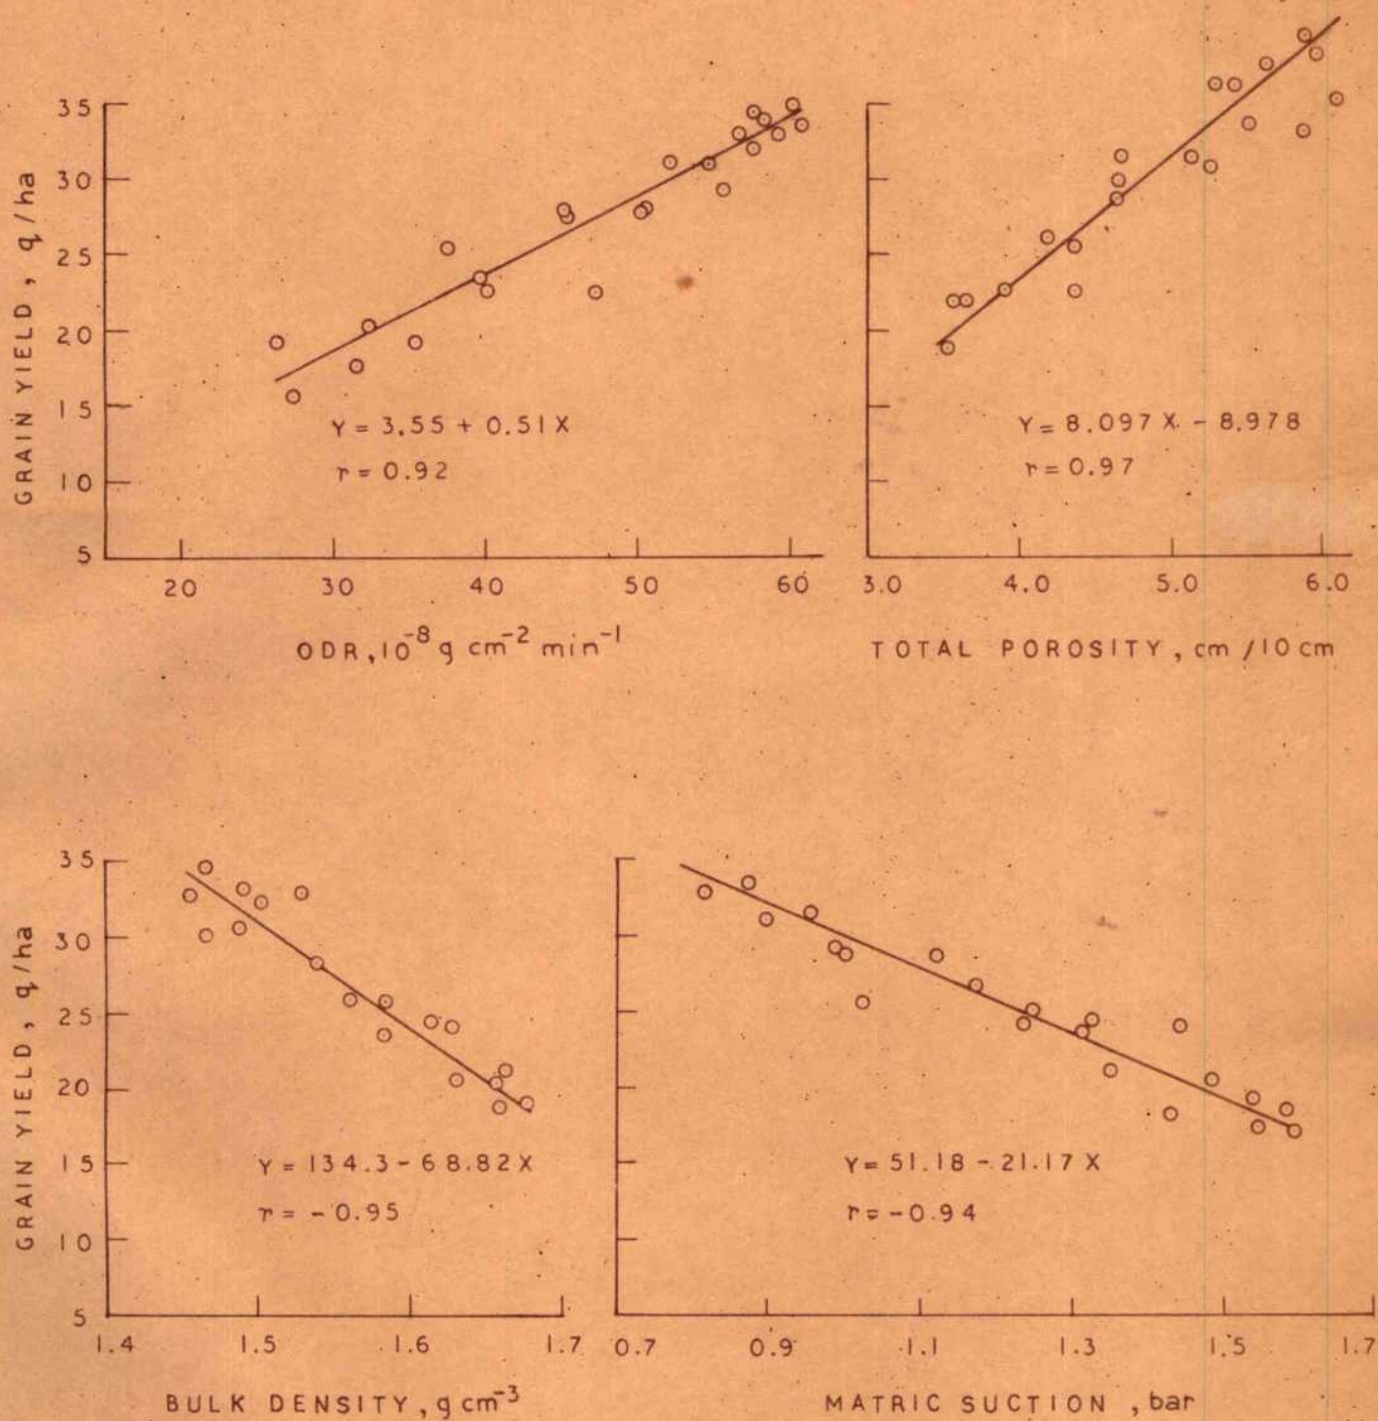 GRAIN YIELD, q/ha
35
30
25
20
15
10
5
Y = 3.55 + 0.51 X
r = 0.92
20 30 40 50 60
ODR, 10⁻⁸ g cm⁻² min⁻¹
Y = 8.097 X - 8.978
r = 0.97
3.0 4.0 5.0 6.0
TOTAL POROSITY, cm /10 cm
GRAIN YIELD, q/ha
35
30
25
20
15
10
5
Y = 134.3 - 68.82 X
r = -0.95
1.4 1.5 1.6 1.7
BULK DENSITY, g cm⁻³
Y = 51.18 - 21.17 X
r = -0.94
0.7 0.9 1.1 1.3 1.5 1.7
MATRIC SUCTION, bar